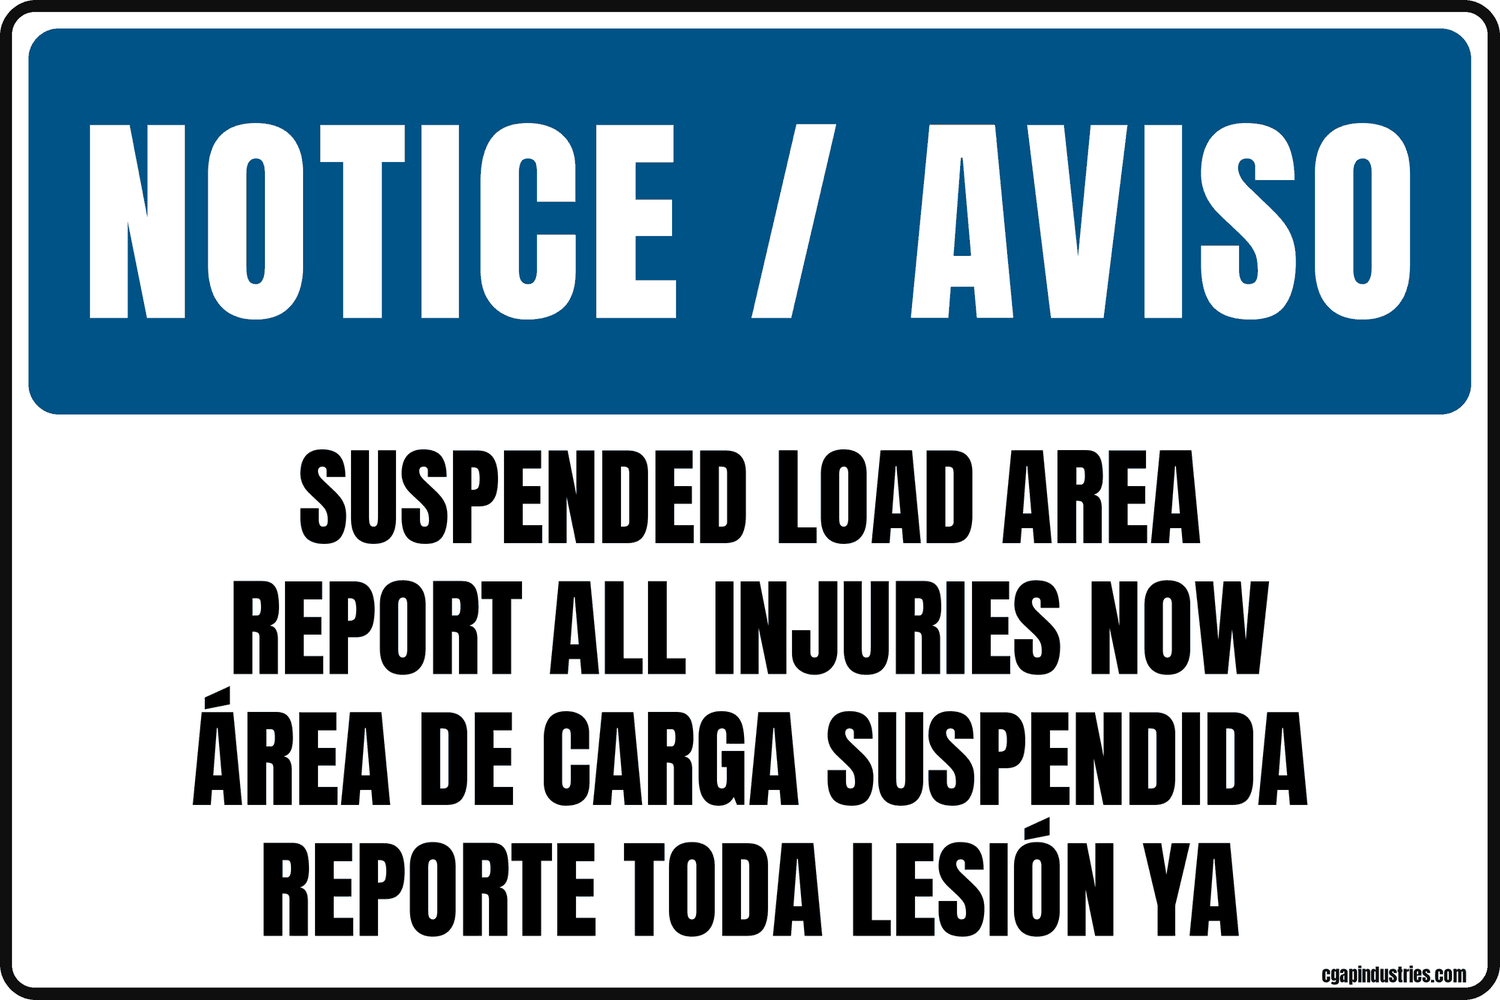 NOTICE / AVISO
SUSPENDED LOAD AREA
REPORT ALL INJURIES NOW
ÁREA DE CARGA SUSPENDIDA
REPORTE TODA LESIÓN YA
cgapindustries.com